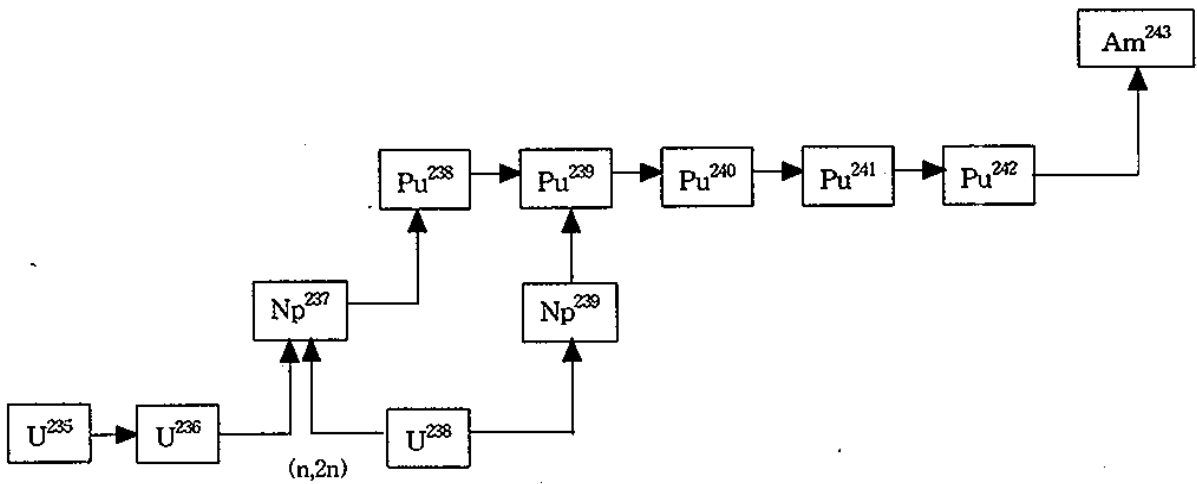 Am²⁴³
Pu²³⁸ Pu²³⁹ Pu²⁴⁰ Pu²⁴¹ Pu²⁴²
Np²³⁷ Np²³⁹
U²³⁵ U²³⁶ U²³⁸
(n,2n)